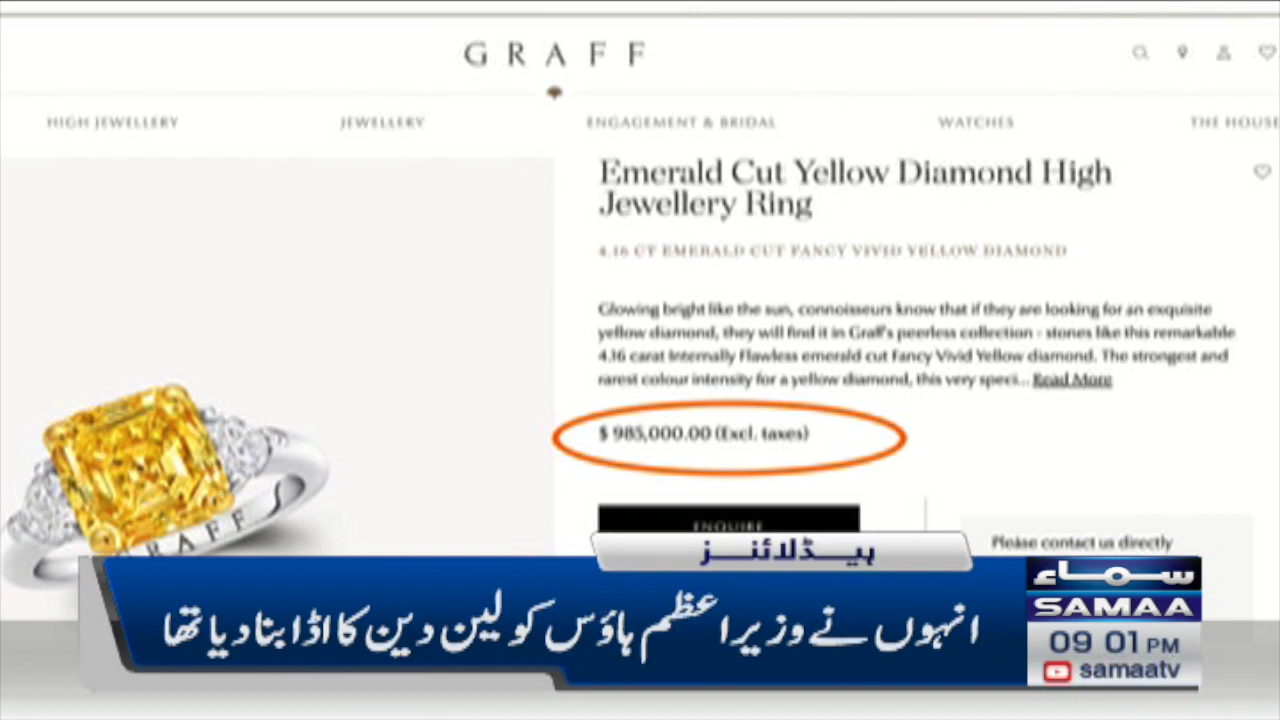 GRAFF
HIGH JEWELLERY JEWELLERY ENGAGEMENT & BRIDAL WATCHES THE HOUSE
Emerald Cut Yellow Diamond High
Jewellery Ring
4.16 CT EMERALD CUT FANCY VIVID YELLOW DIAMOND
Glowing bright like the sun, connoisseurs know that if they are looking for an exquisite
yellow diamond, they will find it in Graff's peerless collection - stones like this remarkable
4.16 carat Internally Flawless emerald cut Fancy Vivid Yellow diamond. The strongest and
rarest colour intensity for a yellow diamond, this very speci... Read More
$ 985,000.00 (Excl. taxes)
ENQUIRE
Please contact us directly
GRAFF
ہیڈلائنز
انہوں نے وزیراعظم ہاؤس کو لین دین کا اڈا بنا دیا تھا
سماء
SAMAA
09 01 PM
samaatv